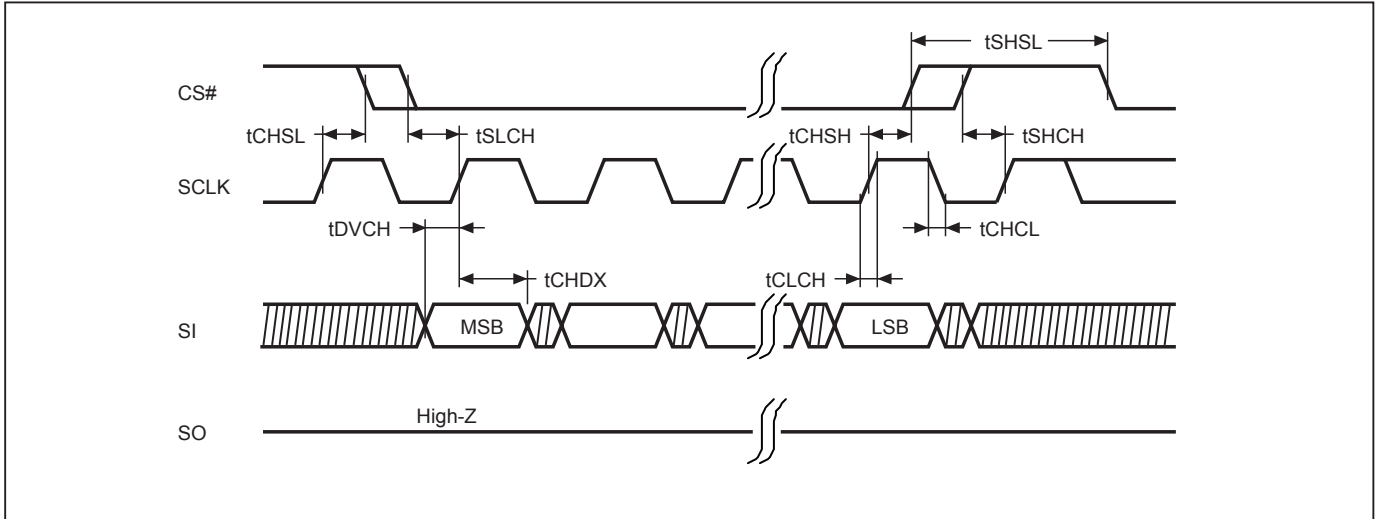 tSHSL
CS#
tCHSL
tSLCH
tCHSH
tSHCH
SCLK
tDVCH
tCHCL
tCHDX
tCLCH
SI
MSB
LSB
High-Z
SO